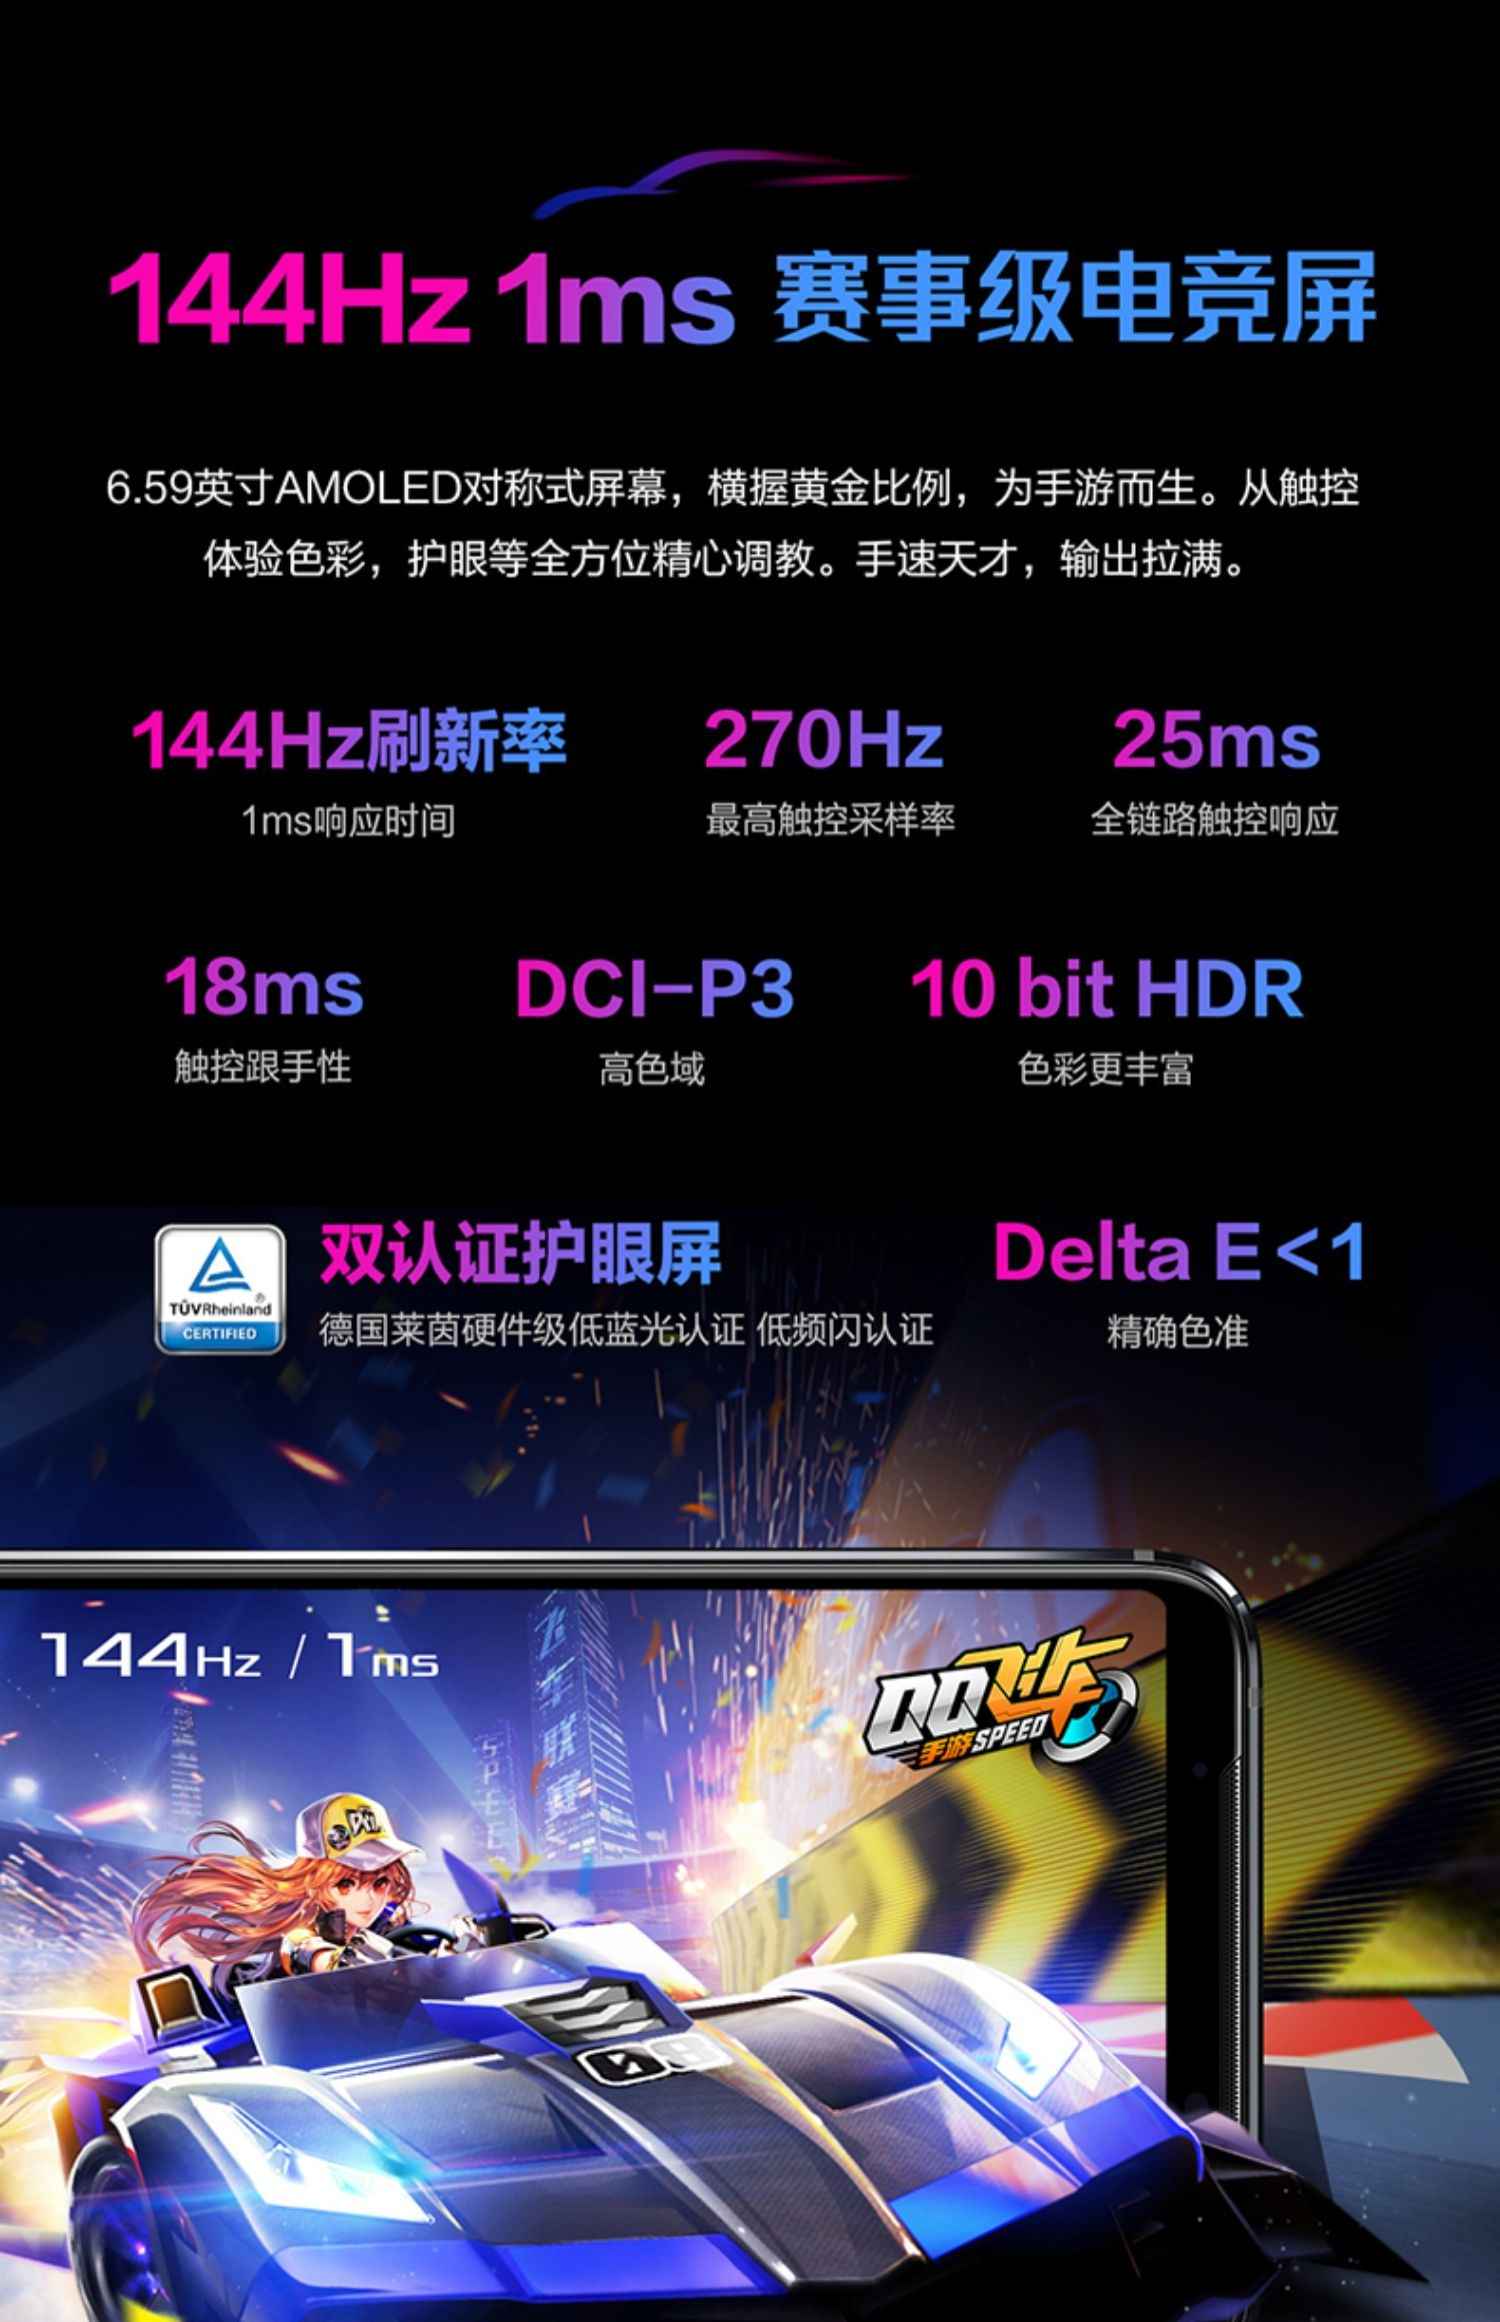 144Hz 1ms 赛事级电竞屏
6.59英寸AMOLED对称式屏幕，横握黄金比例，为手游而生。从触控
体验色彩，护眼等全方位精心调教。手速天才，输出拉满。
144Hz刷新率 270Hz 25ms
1ms响应时间 最高触控采样率 全链路触控响应
18ms DCI-P3 10 bit HDR
触控跟手性 高色域 色彩更丰富
双认证护眼屏 Delta E<1
TÜVRheinland®
CERTIFIED
德国莱茵硬件级低蓝光认证 低频闪认证 精确色准
144Hz / 1ms
QQ飞车
手游SPEED
飞车联赛
SPEED